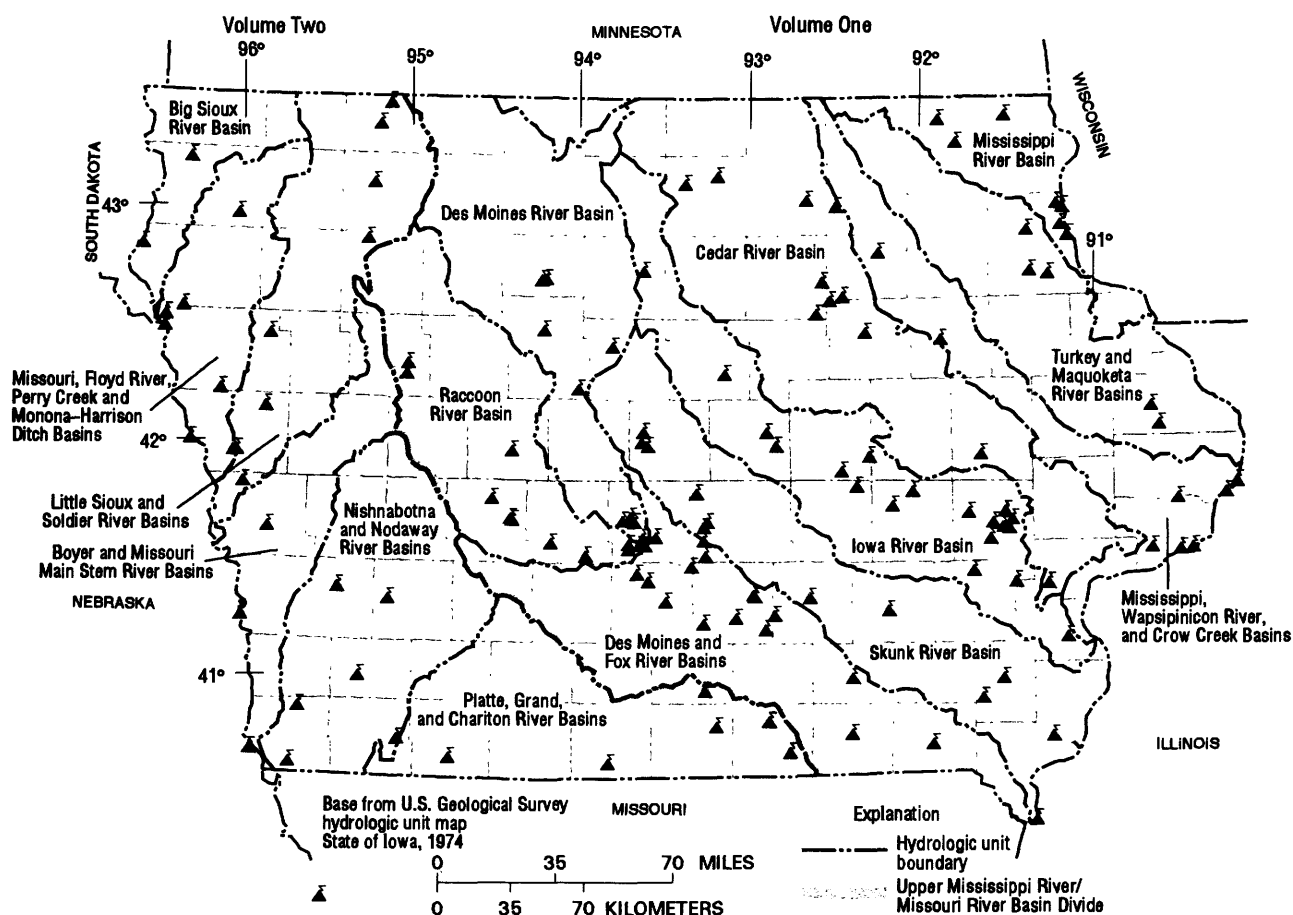 Volume Two
MINNESOTA
Volume One
96°
95°
94°
93°
92°
WISCONSIN
Big Sioux
River Basin
Mississippi
River Basin
SOUTH DAKOTA
43°
Des Moines River Basin
Cedar River Basin
91°
Missouri, Floyd River,
Perry Creek and
Monona-Harrison
Ditch Basins
Raccoon
River Basin
Turkey and
Maquoketa
River Basins
42°
Little Sioux and
Soldier River Basins
Nishnabotna
and Nodaway
River Basins
Boyer and Missouri
Main Stem River Basins
Iowa River Basin
NEBRASKA
Mississippi,
Wapsipinicon River,
and Crow Creek Basins
Des Moines and
Fox River Basins
Skunk River Basin
41°
Platte, Grand,
and Chariton River Basins
ILLINOIS
Base from U.S. Geological Survey
hydrologic unit map
State of Iowa, 1974
MISSOURI
Explanation
0 35 70 MILES
0 35 70 KILOMETERS
Hydrologic unit
boundary
Upper Mississippi River/
Missouri River Basin Divide